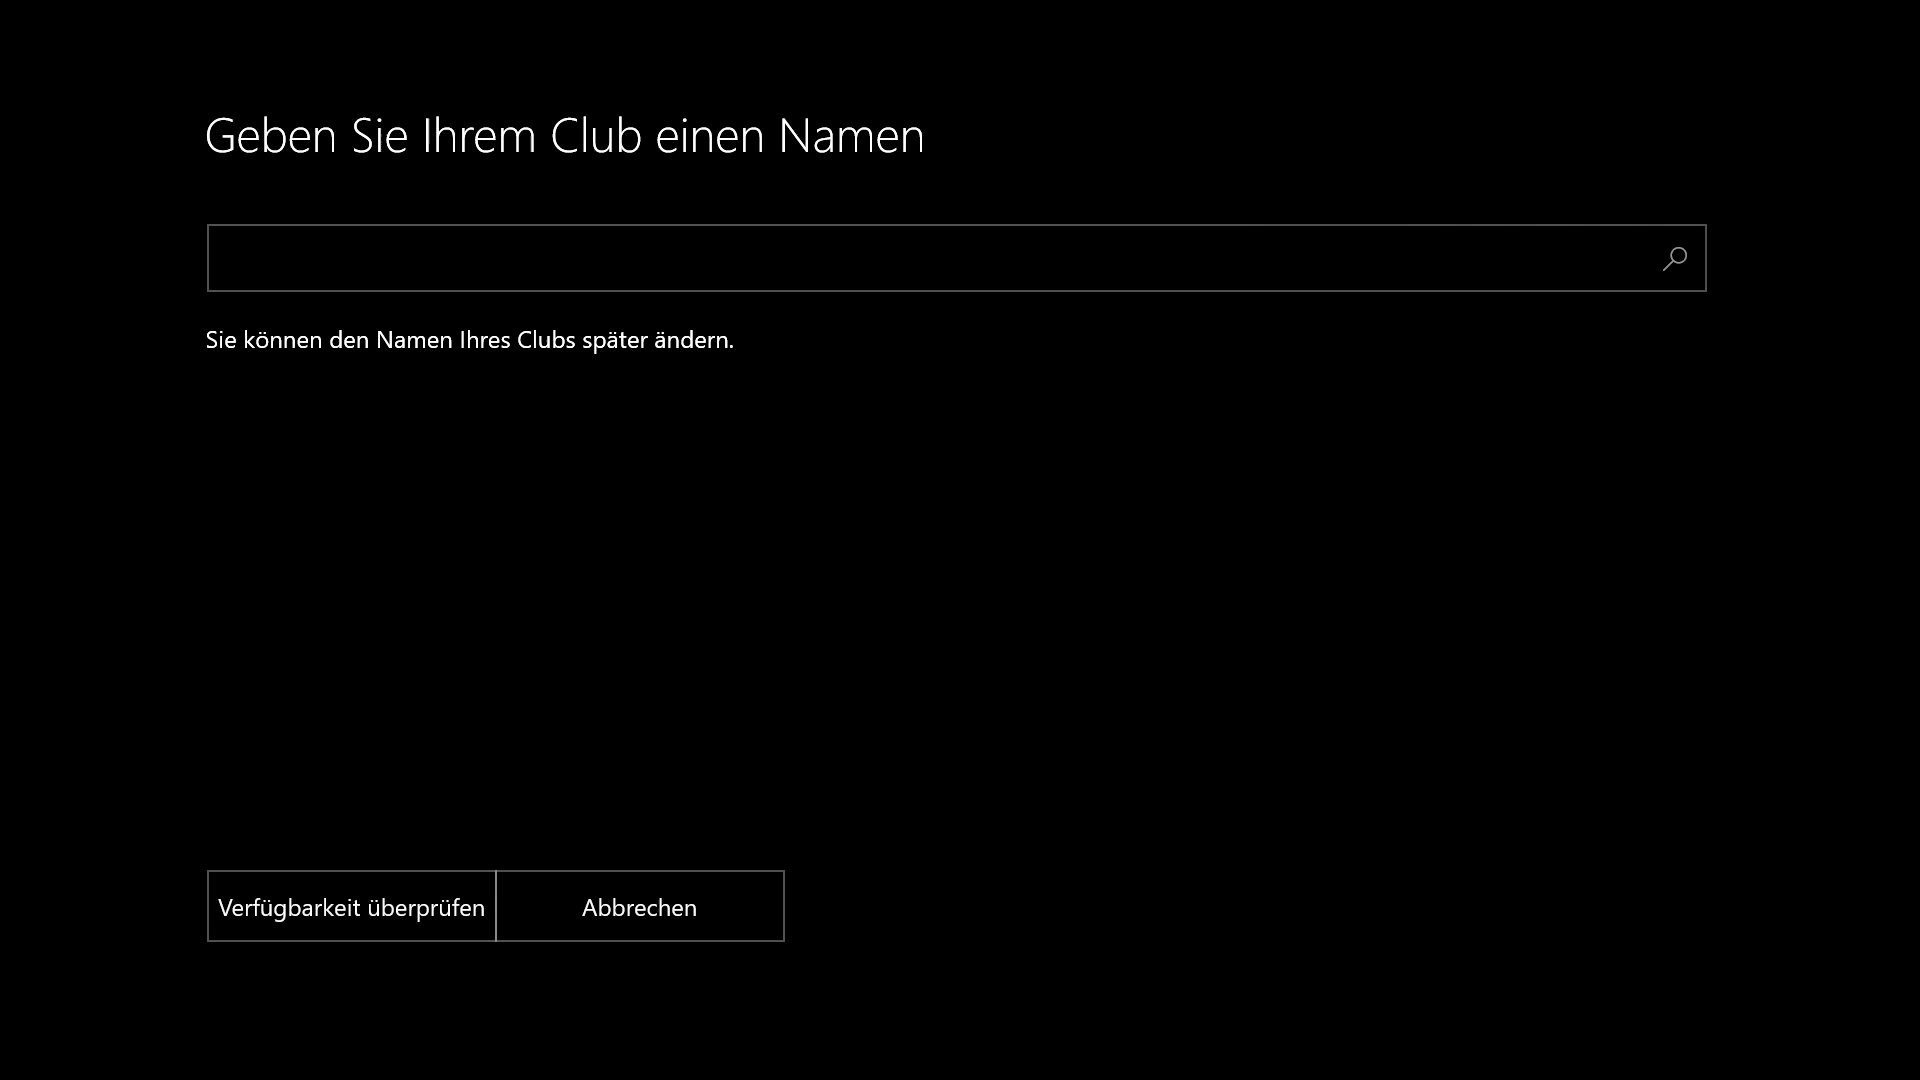 Geben Sie Ihrem Club einen Namen
Sie können den Namen Ihres Clubs später ändern.
Verfügbarkeit überprüfen
Abbrechen